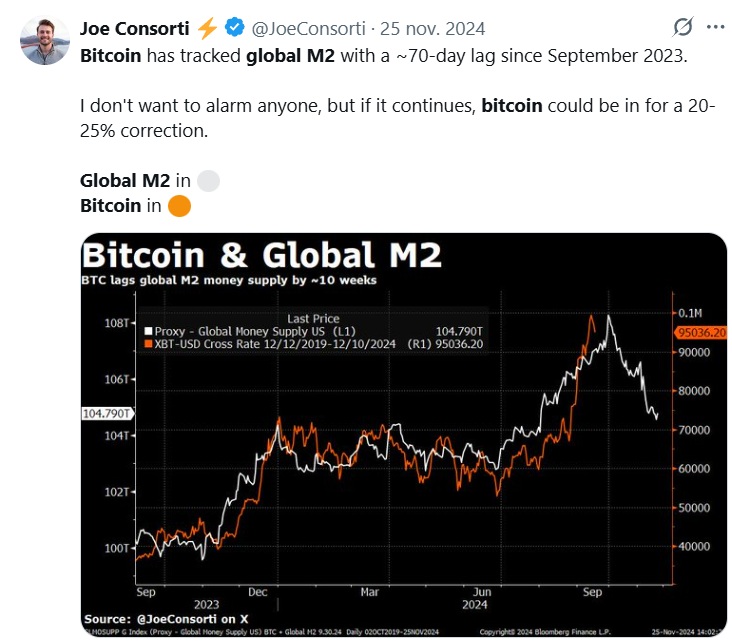 Joe Consorti ⚡ @JoeConsorti · 25 nov. 2024
Bitcoin has tracked global M2 with a ~70-day lag since September 2023.
I don't want to alarm anyone, but if it continues, bitcoin could be in for a 20-
25% correction.
Global M2 in ⚪
Bitcoin in 🟠
Bitcoin & Global M2
BTC lags global M2 money supply by ~10 weeks
Last Price
Proxy - Global Money Supply US (L1) 104.790T
XBT-USD Cross Rate 12/12/2019-12/10/2024 (R1) 95036.20
108T
106T
104.790T
104T
102T
100T
0.1M
95036.20
90000
80000
70000
60000
50000
40000
Sep Dec Mar Jun Sep
2023 2024
Source: @JoeConsorti on X
G Index (Proxy - Global Money Supply US) BTC + Global M2 9.30.24 Daily 02OCT2019-25NOV2024 Copyright© 2024 Bloomberg Finance L.P. 25-Nov-2024